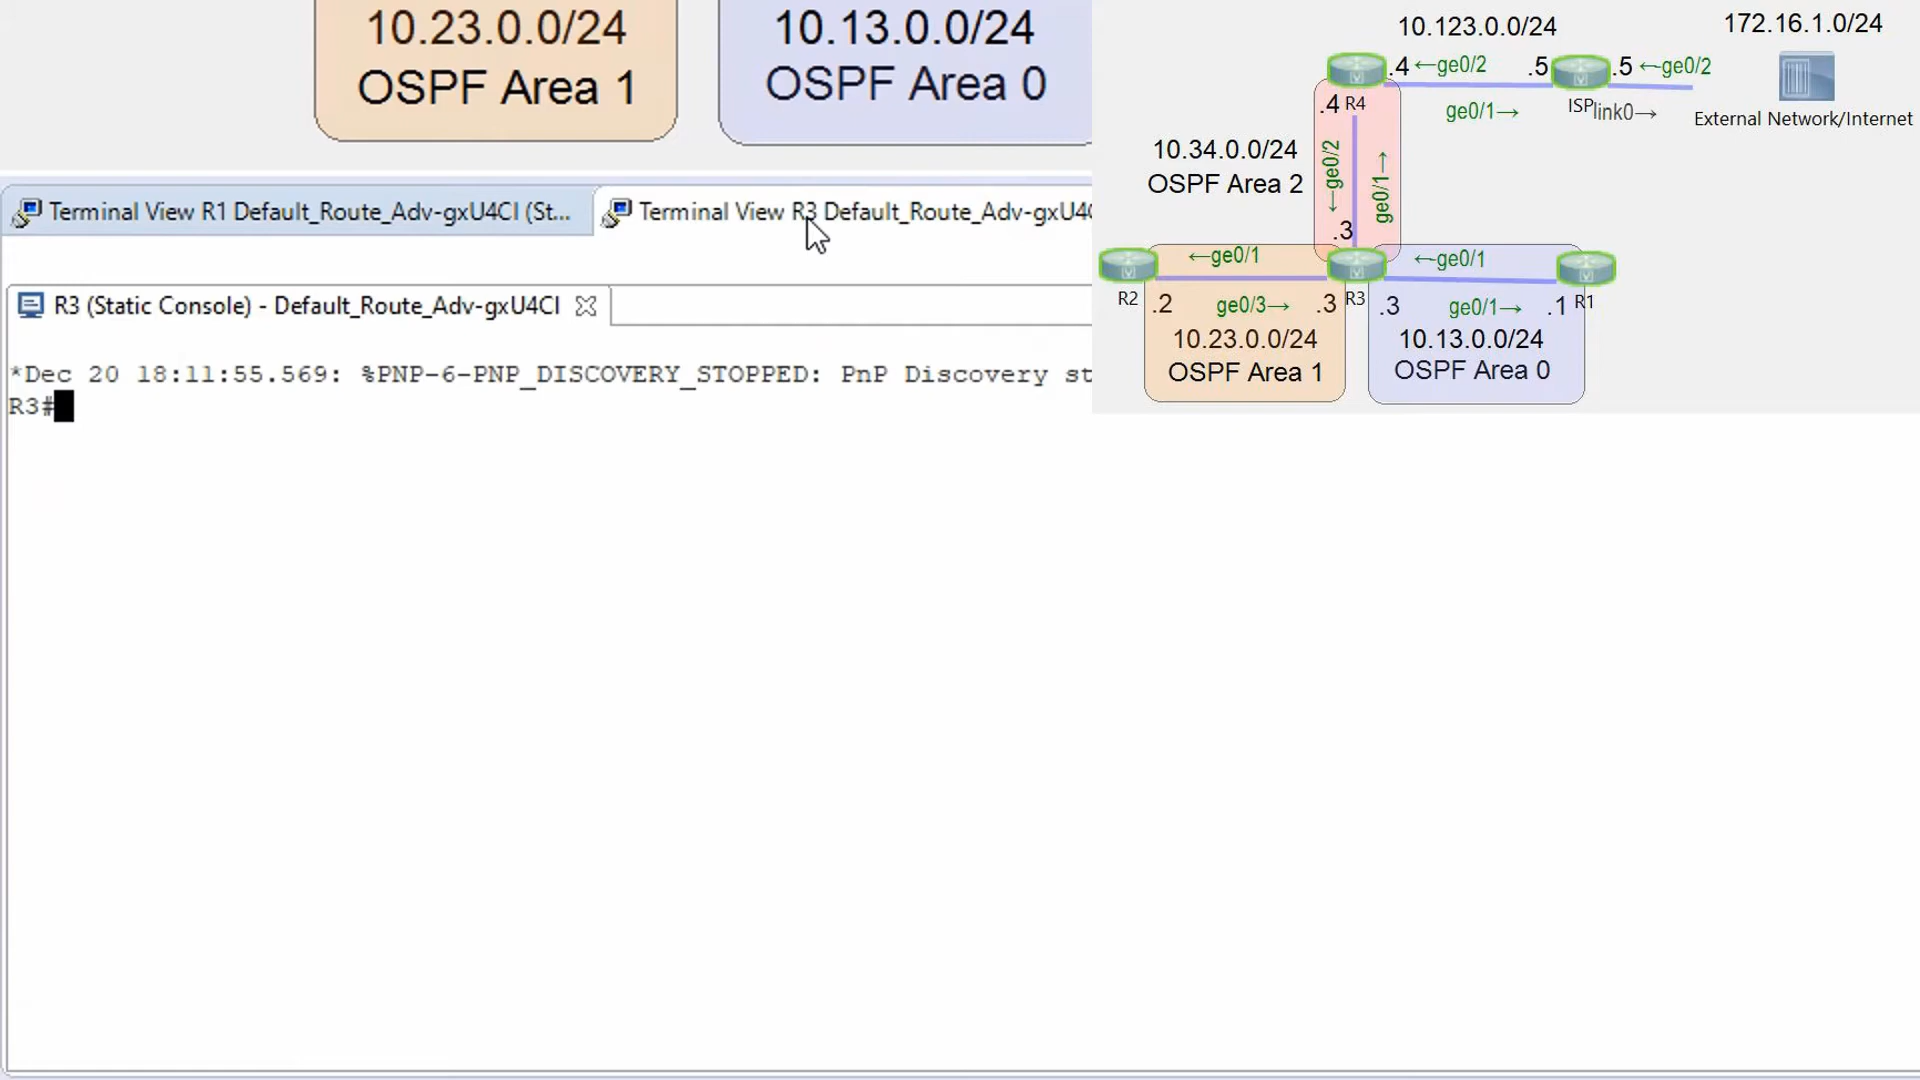 10.23.0.0/24
OSPF Area 1
10.13.0.0/24
OSPF Area 0
Terminal View R1 Default_Route_Adv-gxU4CI (St...
Terminal View R3 Default_Route_Adv-gxU4
R3 (Static Console) - Default_Route_Adv-gxU4CI
*Dec 20 18:11:55.569: %PNP-6-PNP_DISCOVERY_STOPPED: PnP Discovery st
R3#
10.123.0.0/24
172.16.1.0/24
.4 ←ge0/2 .5
.5 ←ge0/2
ge0/1→
ISP
link0→
External Network/Internet
.4 R4
10.34.0.0/24
OSPF Area 2
←ge0/2
ge0/1→
.3
←ge0/1
←ge0/1
R2
.2 ge0/3→ .3
R3
.3 ge0/1→ .1
R1
10.23.0.0/24
OSPF Area 1
10.13.0.0/24
OSPF Area 0